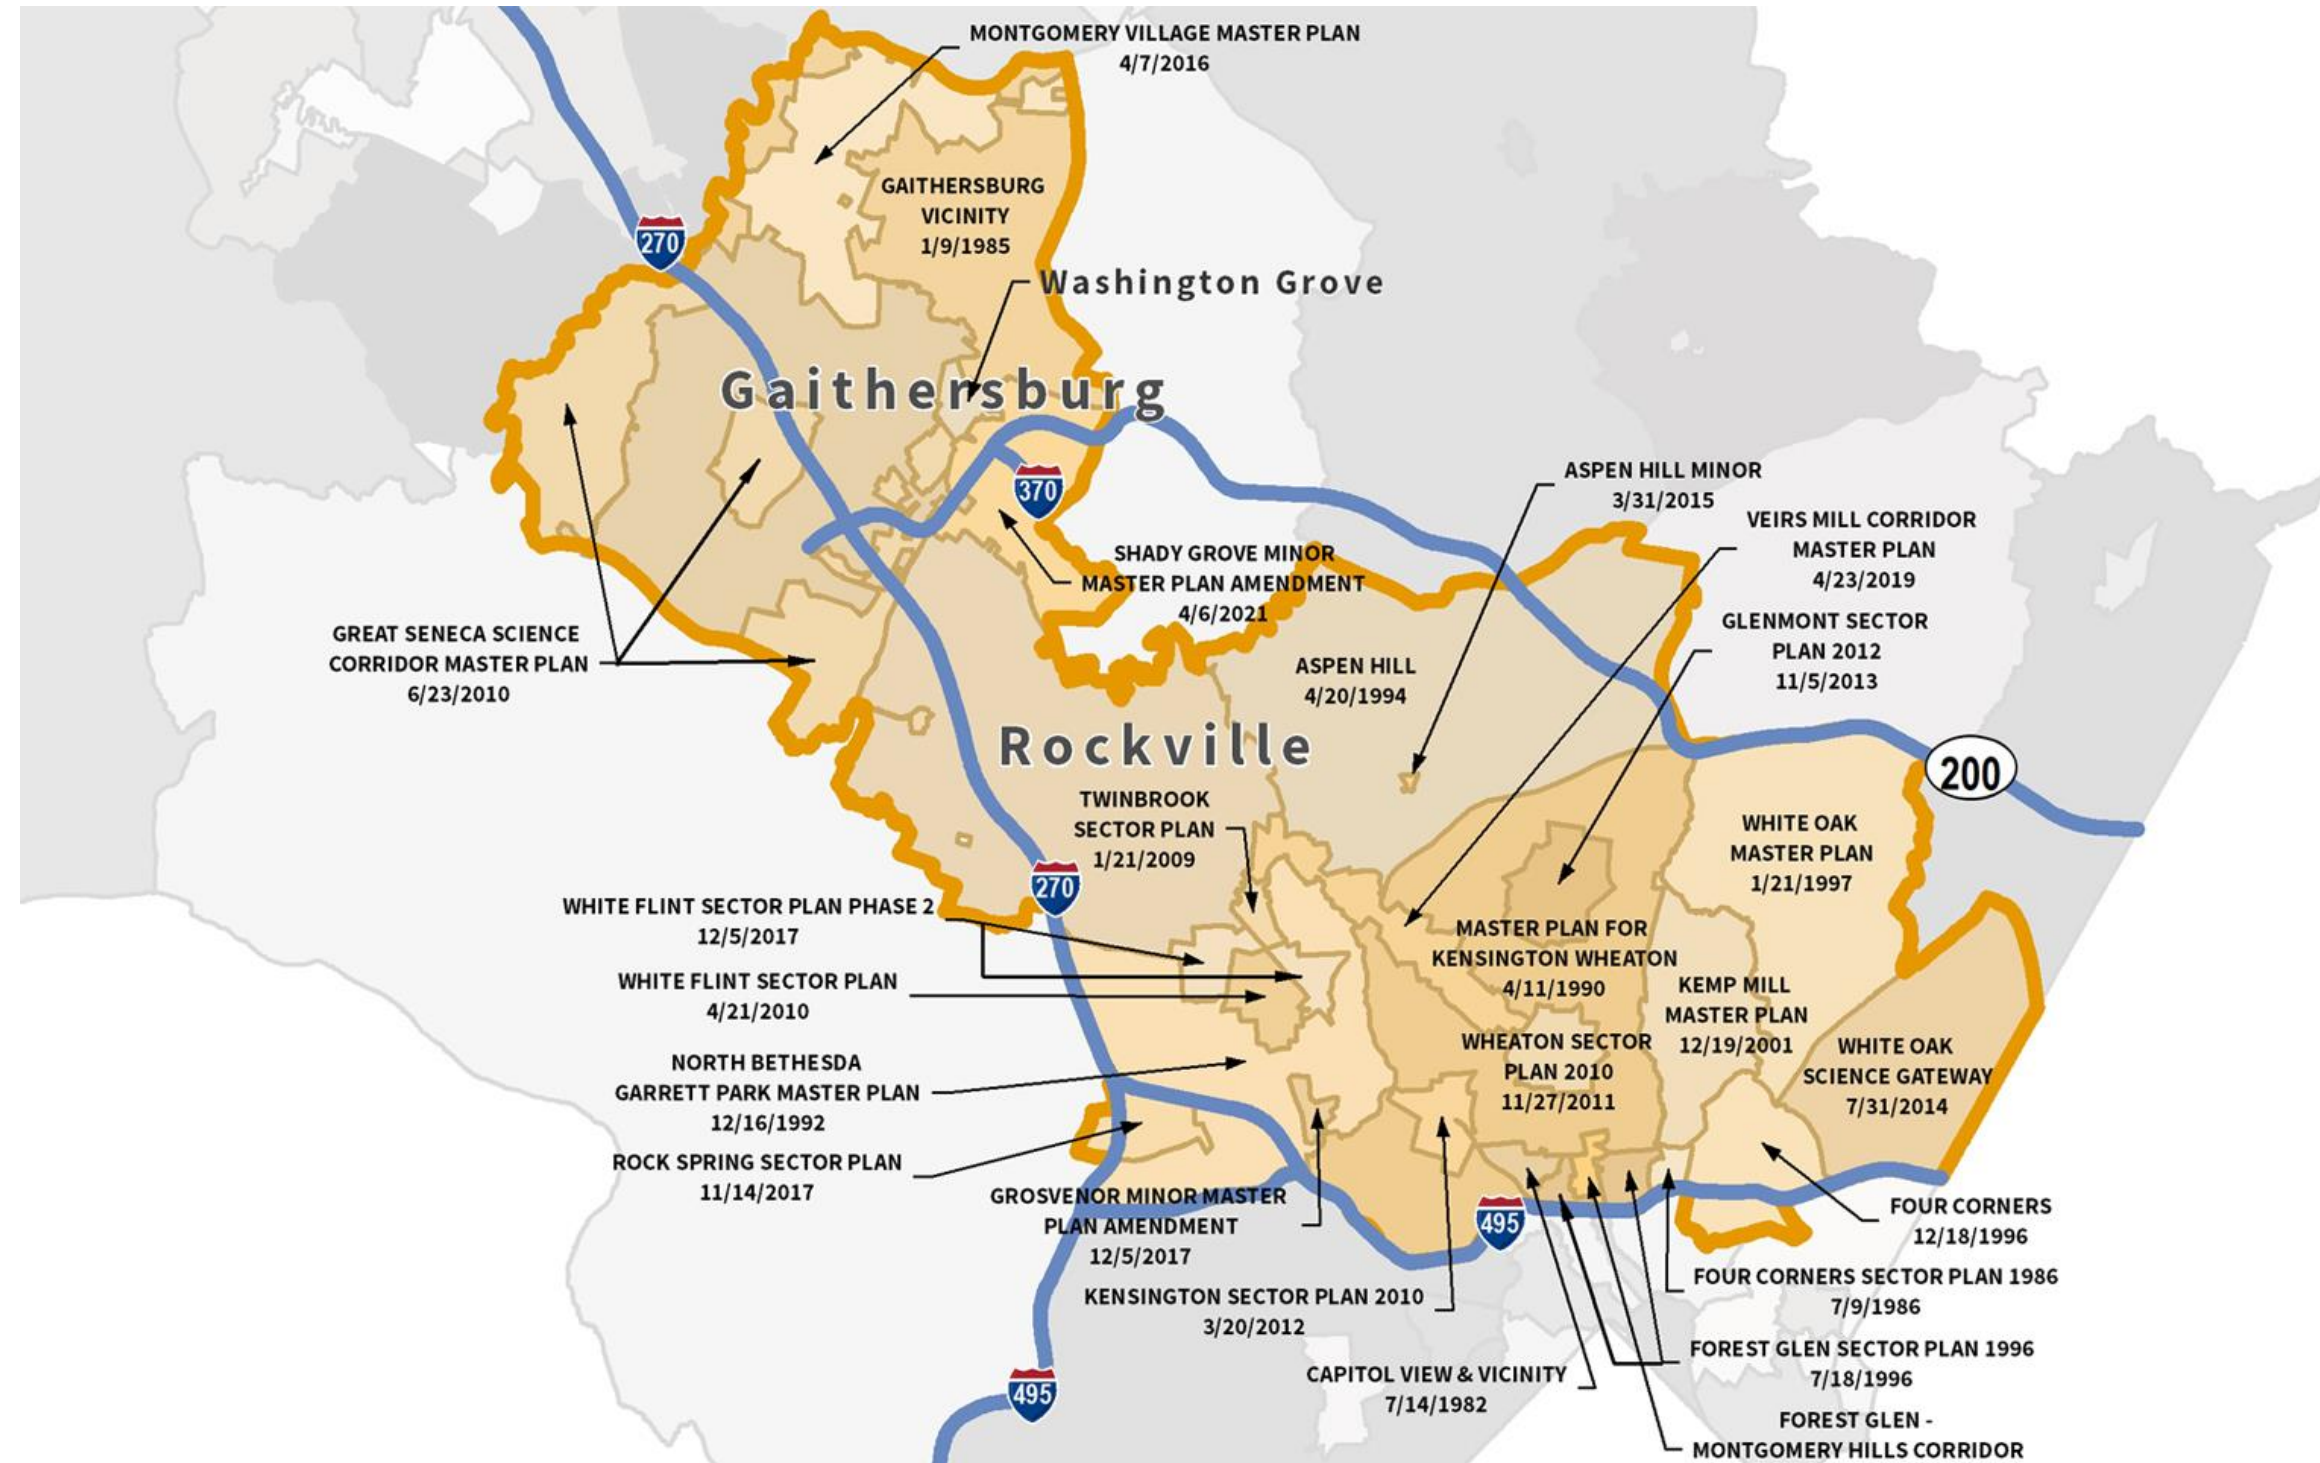 MONTGOMERY VILLAGE MASTER PLAN
4/7/2016
GAITHERSBURG
VICINITY
1/9/1985
270
Washington Grove
Gaithersburg
370
ASPEN HILL MINOR
3/31/2015
VEIRS MILL CORRIDOR
MASTER PLAN
4/23/2019
SHADY GROVE MINOR
MASTER PLAN AMENDMENT
4/6/2021
GLENMONT SECTOR
PLAN 2012
11/5/2013
GREAT SENECA SCIENCE
CORRIDOR MASTER PLAN
6/23/2010
ASPEN HILL
4/20/1994
Rockville
200
TWINBROOK
SECTOR PLAN
1/21/2009
WHITE OAK
MASTER PLAN
1/21/1997
270
WHITE FLINT SECTOR PLAN PHASE 2
12/5/2017
MASTER PLAN FOR
KENSINGTON WHEATON
4/11/1990
WHITE FLINT SECTOR PLAN
4/21/2010
KEMP MILL
MASTER PLAN
12/19/2001
WHEATON SECTOR
PLAN 2010
11/27/2011
WHITE OAK
SCIENCE GATEWAY
7/31/2014
NORTH BETHESDA
GARRETT PARK MASTER PLAN
12/16/1992
ROCK SPRING SECTOR PLAN
11/14/2017
GROSVENOR MINOR MASTER
PLAN AMENDMENT
12/5/2017
495
FOUR CORNERS
12/18/1996
KENSINGTON SECTOR PLAN 2010
3/20/2012
FOUR CORNERS SECTOR PLAN 1986
7/9/1986
FOREST GLEN SECTOR PLAN 1996
7/18/1996
CAPITOL VIEW & VICINITY
7/14/1982
495
FOREST GLEN -
MONTGOMERY HILLS CORRIDOR